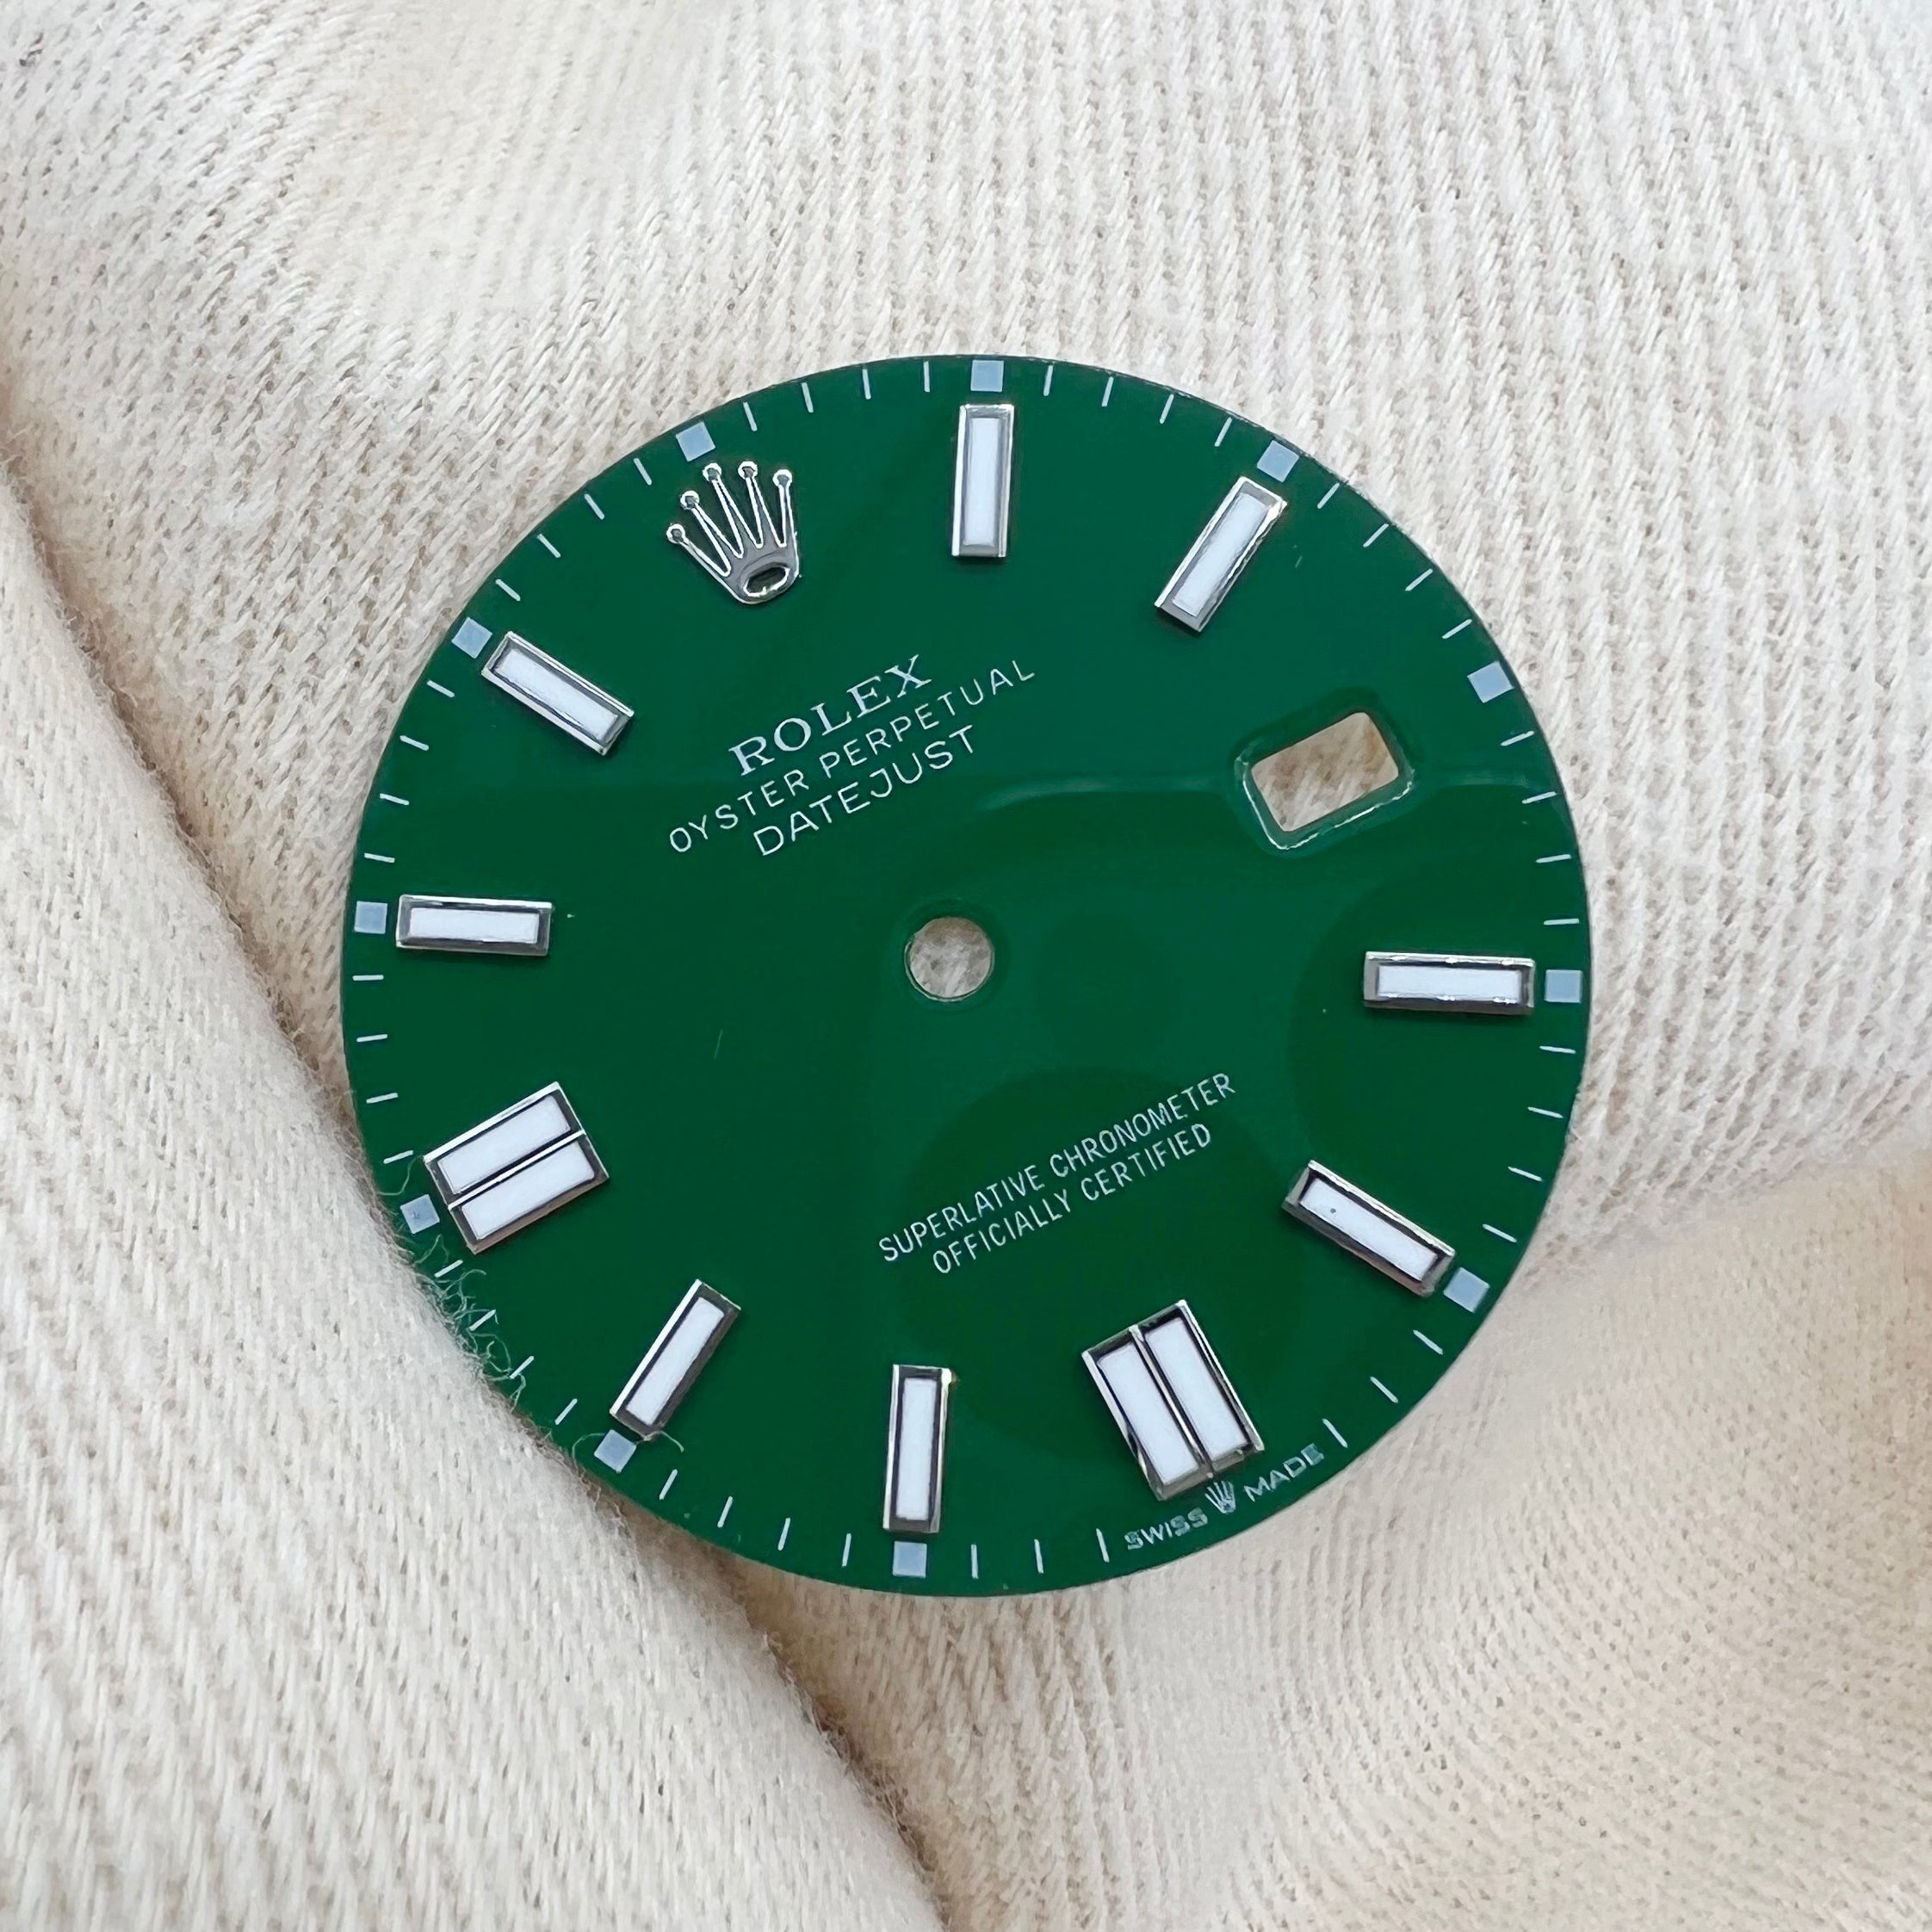 ROLEX
OYSTER PERPETUAL
DATEJUST
SUPERLATIVE CHRONOMETER
OFFICIALLY CERTIFIED
SWISS MADE